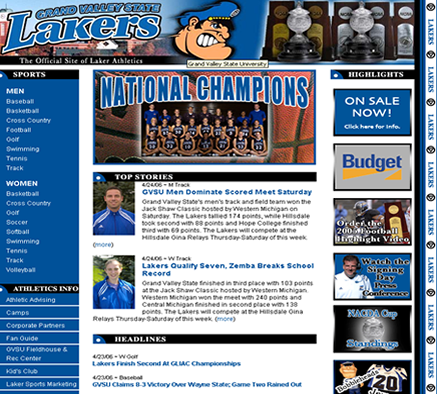 GRAND VALLEY STATE
Lakers
The Official Site of Laker Athletics
Grand Valley State University
SPORTS
MEN
Baseball
Basketball
Cross Country
Football
Golf
Swimming
Tennis
Track
WOMEN
Basketball
Cross Country
Golf
Soccer
Softball
Swimming
Tennis
Track
Volleyball
ATHLETICS INFO
Athletic Advising
Camps
Corporate Partners
Fan Guide
GVSU Fieldhouse &
Rec Center
Kid's Club
Laker Sports Marketing
NATIONAL CHAMPIONS
TOP STORIES
4/24/06 ~ M Track
GVSU Men Dominate Scored Meet Saturday
Grand Valley State's men's track and field team won the
Jack Shaw Classic hosted by Western Michigan on
Saturday. The Lakers tallied 174 points, while Hillsdale
took second with 88 points and Hope College finished
third with 69 points. The Lakers will compete at the
Hillsdale Gina Relays Thursday-Saturday of this week.
(more)
4/24/06 ~ W Track
Lakers Qualify Seven, Zemba Breaks School
Record
Grand Valley State finished in third place with 103 points
at the Jack Shaw Classic hosted by Western Michigan.
Western Michigan won the meet with 240 points and
Central Michigan finished in second place with 138
points. The Lakers will compete at the Hillsdale Gina
Relays Thursday-Saturday of this week. (more)
HEADLINES
4/23/06 ~ W Golf
Lakers Finish Second At GLIAC Championships
4/23/06 ~ Baseball
GVSU Claims 8-3 Victory Over Wayne State; Game Two Rained Out
HIGHLIGHTS
ON SALE
NOW!
Click here for info.
Budget
Order the
2005 Football
Highlight Video
Watch the
Signing
Day
Press
Conference
NACDA Cup
Standings
20
LAKERS
LAKERS
LAKERS
LAKERS
LAKERS
LAKERS
LAKERS